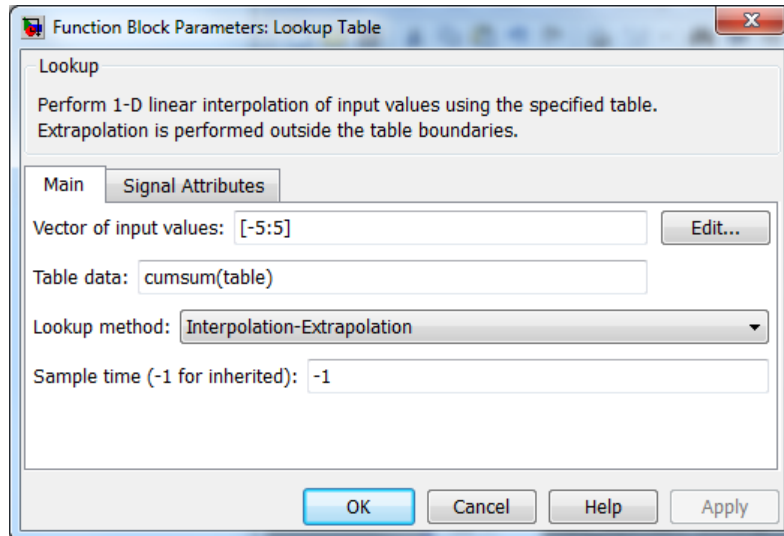 Function Block Parameters: Lookup Table
Lookup
Perform 1-D linear interpolation of input values using the specified table.
Extrapolation is performed outside the table boundaries.
Main Signal Attributes
Vector of input values: [-5:5] Edit...
Table data: cumsum(table)
Lookup method: Interpolation-Extrapolation
Sample time (-1 for inherited): -1
OK Cancel Help Apply